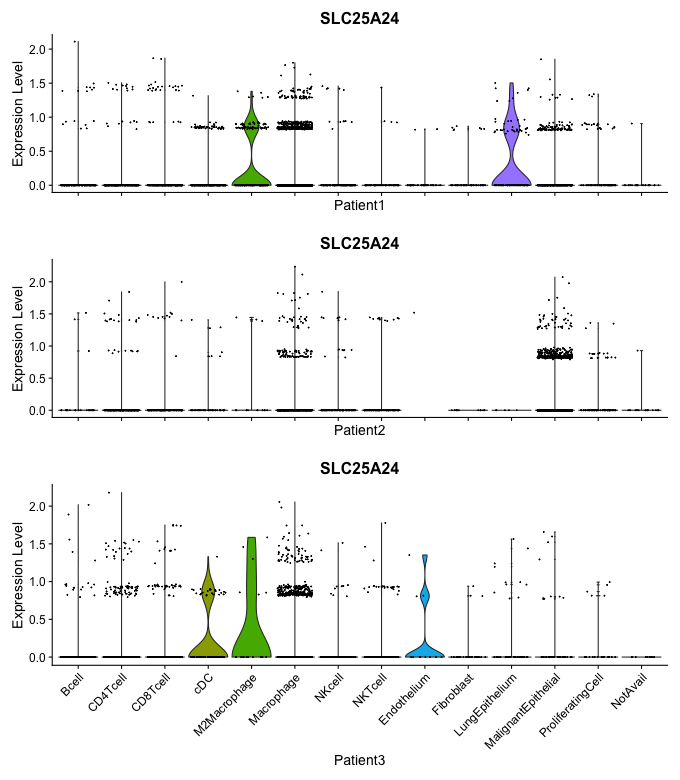 SLC25A24
Expression Level
2.0
1.5
1.0
0.5
0.0
Patient1
SLC25A24
Expression Level
2.0
1.5
1.0
0.5
0.0
Patient2
SLC25A24
Expression Level
2.0
1.5
1.0
0.5
0.0
Bcell
CD4Tcell
CD8Tcell
cDC
M2Macrophage
Macrophage
NKcell
NKTcell
Endothelium
Fibroblast
LungEpithelium
MalignantEpithelial
ProliferatingCell
NotAvail
Patient3